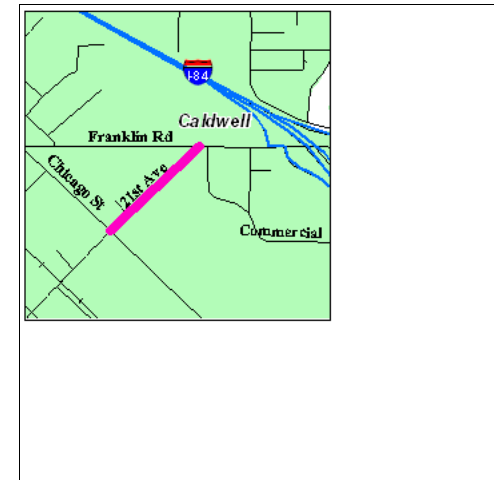 I-84
Caldwell
Franklin Rd
Chicago St
21st Ave
Commercial